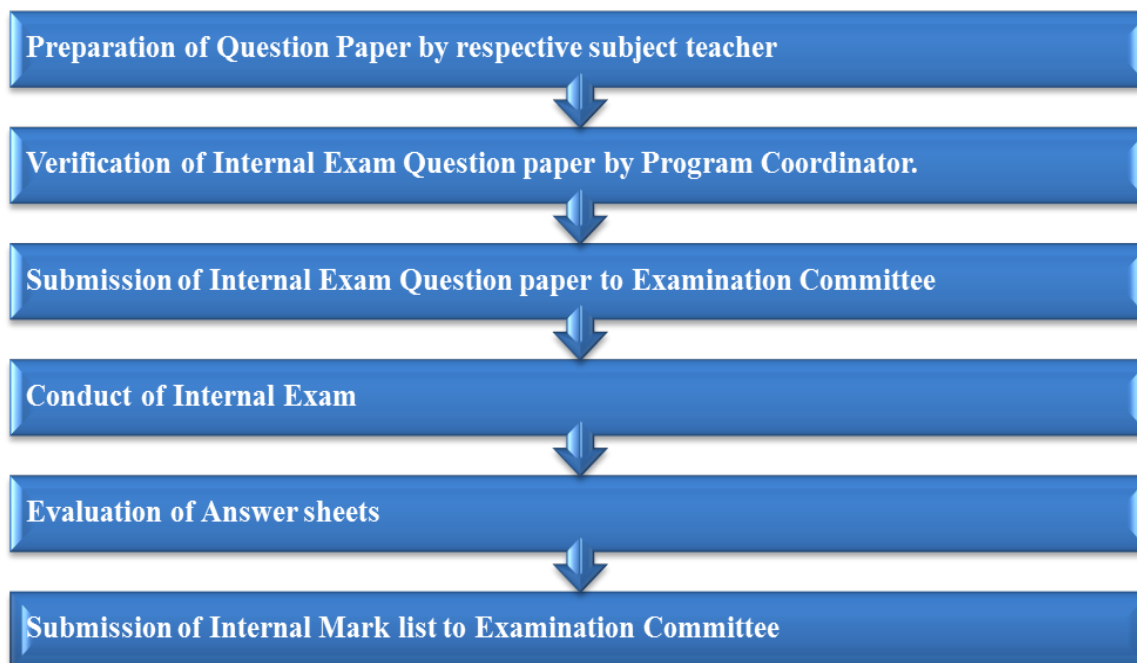 Preparation of Question Paper by respective subject teacher
Verification of Internal Exam Question paper by Program Coordinator.
Submission of Internal Exam Question paper to Examination Committee
Conduct of Internal Exam
Evaluation of Answer sheets
Submission of Internal Mark list to Examination Committee